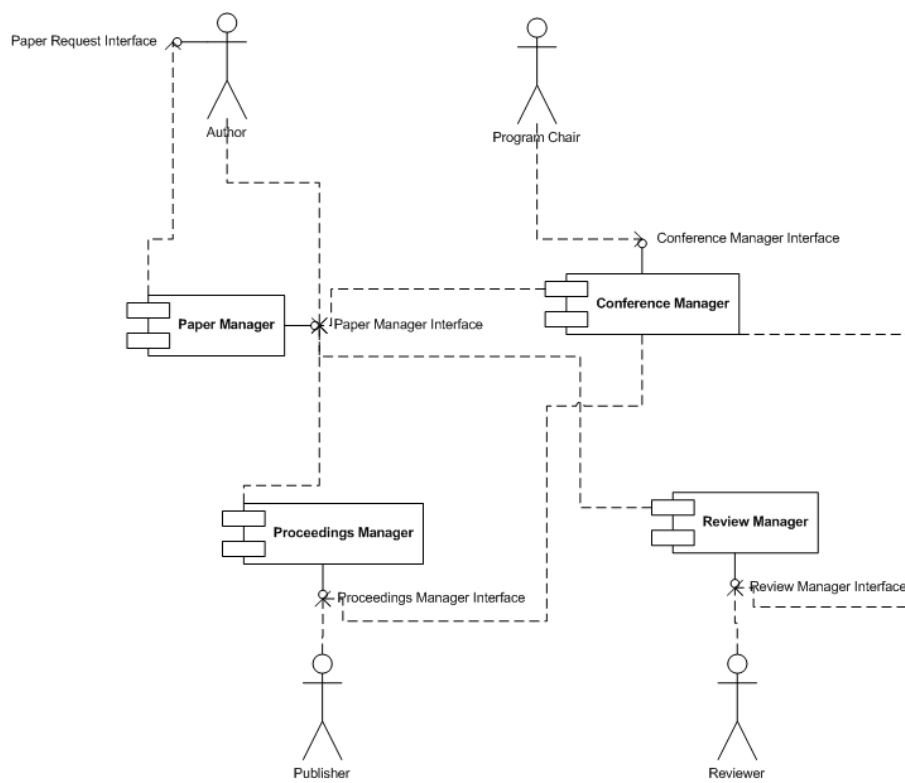 Paper Request Interface
Author
Program Chair
Conference Manager Interface
Conference Manager
Paper Manager
Paper Manager Interface
Proceedings Manager
Review Manager
Proceedings Manager Interface
Review Manager Interface
Publisher
Reviewer